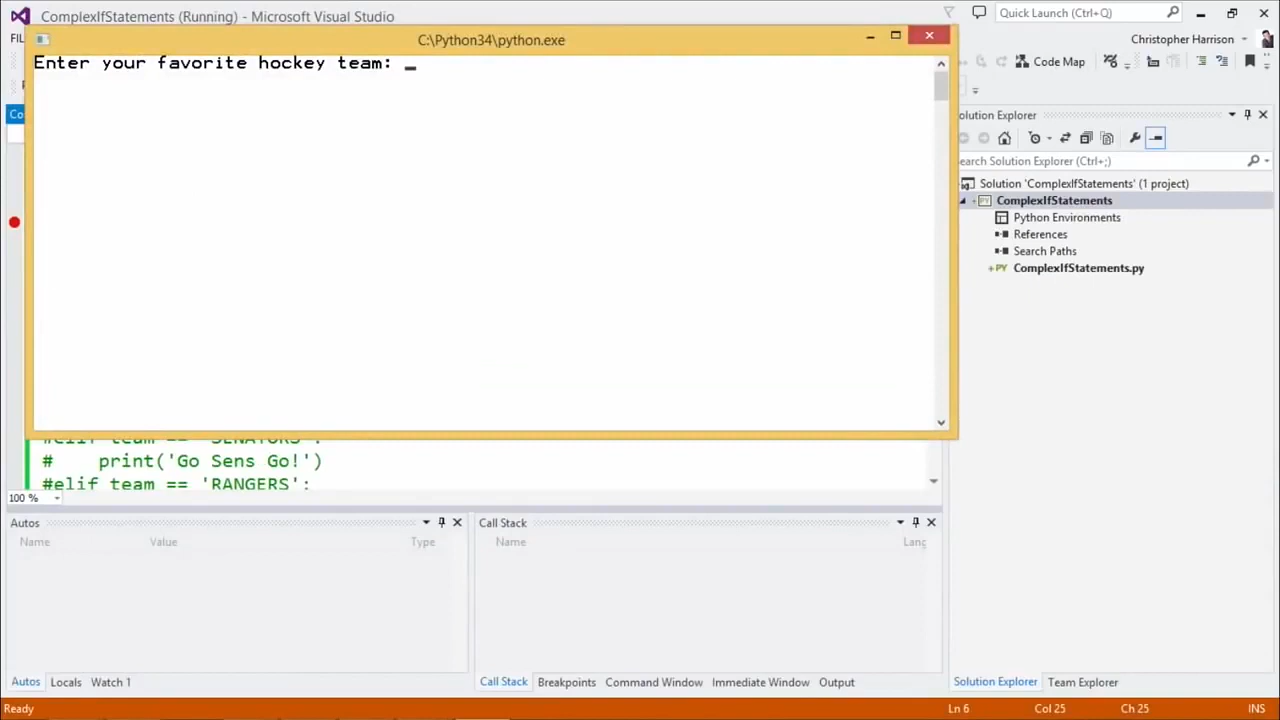 ComplexIfStatements (Running) - Microsoft Visual Studio
Quick Launch (Ctrl+Q)
C:\Python34\python.exe
Christopher Harrison
Enter your favorite hockey team: _
Code Map
olution Explorer
earch Solution Explorer (Ctrl+;)
Solution 'ComplexIfStatements' (1 project)
PY ComplexIfStatements
Python Environments
References
Search Paths
PY ComplexIfStatements.py
#elif team == 'SENATORS':
#    print('Go Sens Go!')
#elif team == 'RANGERS':
100 %
Autos
Call Stack
Name Value Type
Name Lang
Autos Locals Watch 1
Call Stack Breakpoints Command Window Immediate Window Output
Solution Explorer Team Explorer
Ready
Ln 6 Col 25 Ch 25 INS